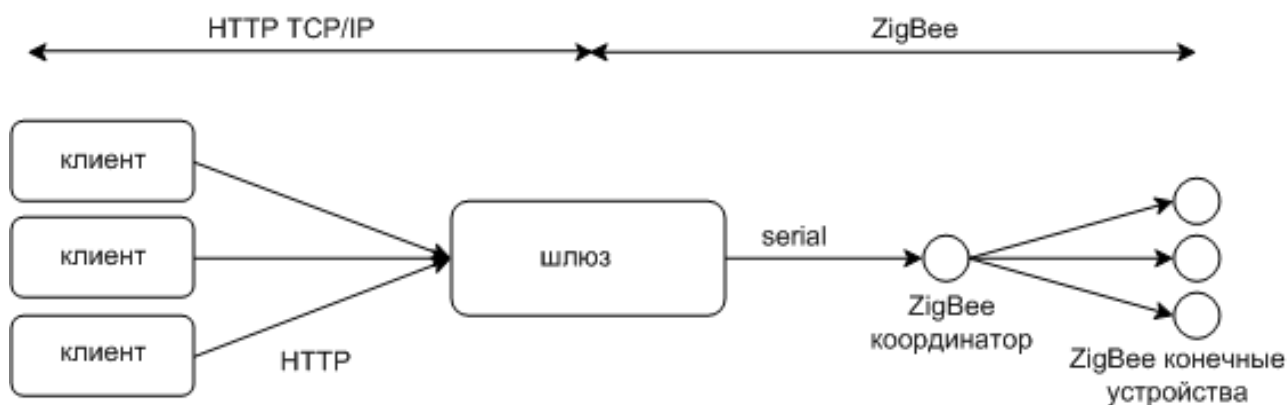 HTTP TCP/IP
ZigBee
клиент
клиент
клиент
HTTP
шлюз
serial
ZigBee
координатор
ZigBee конечные
устройства